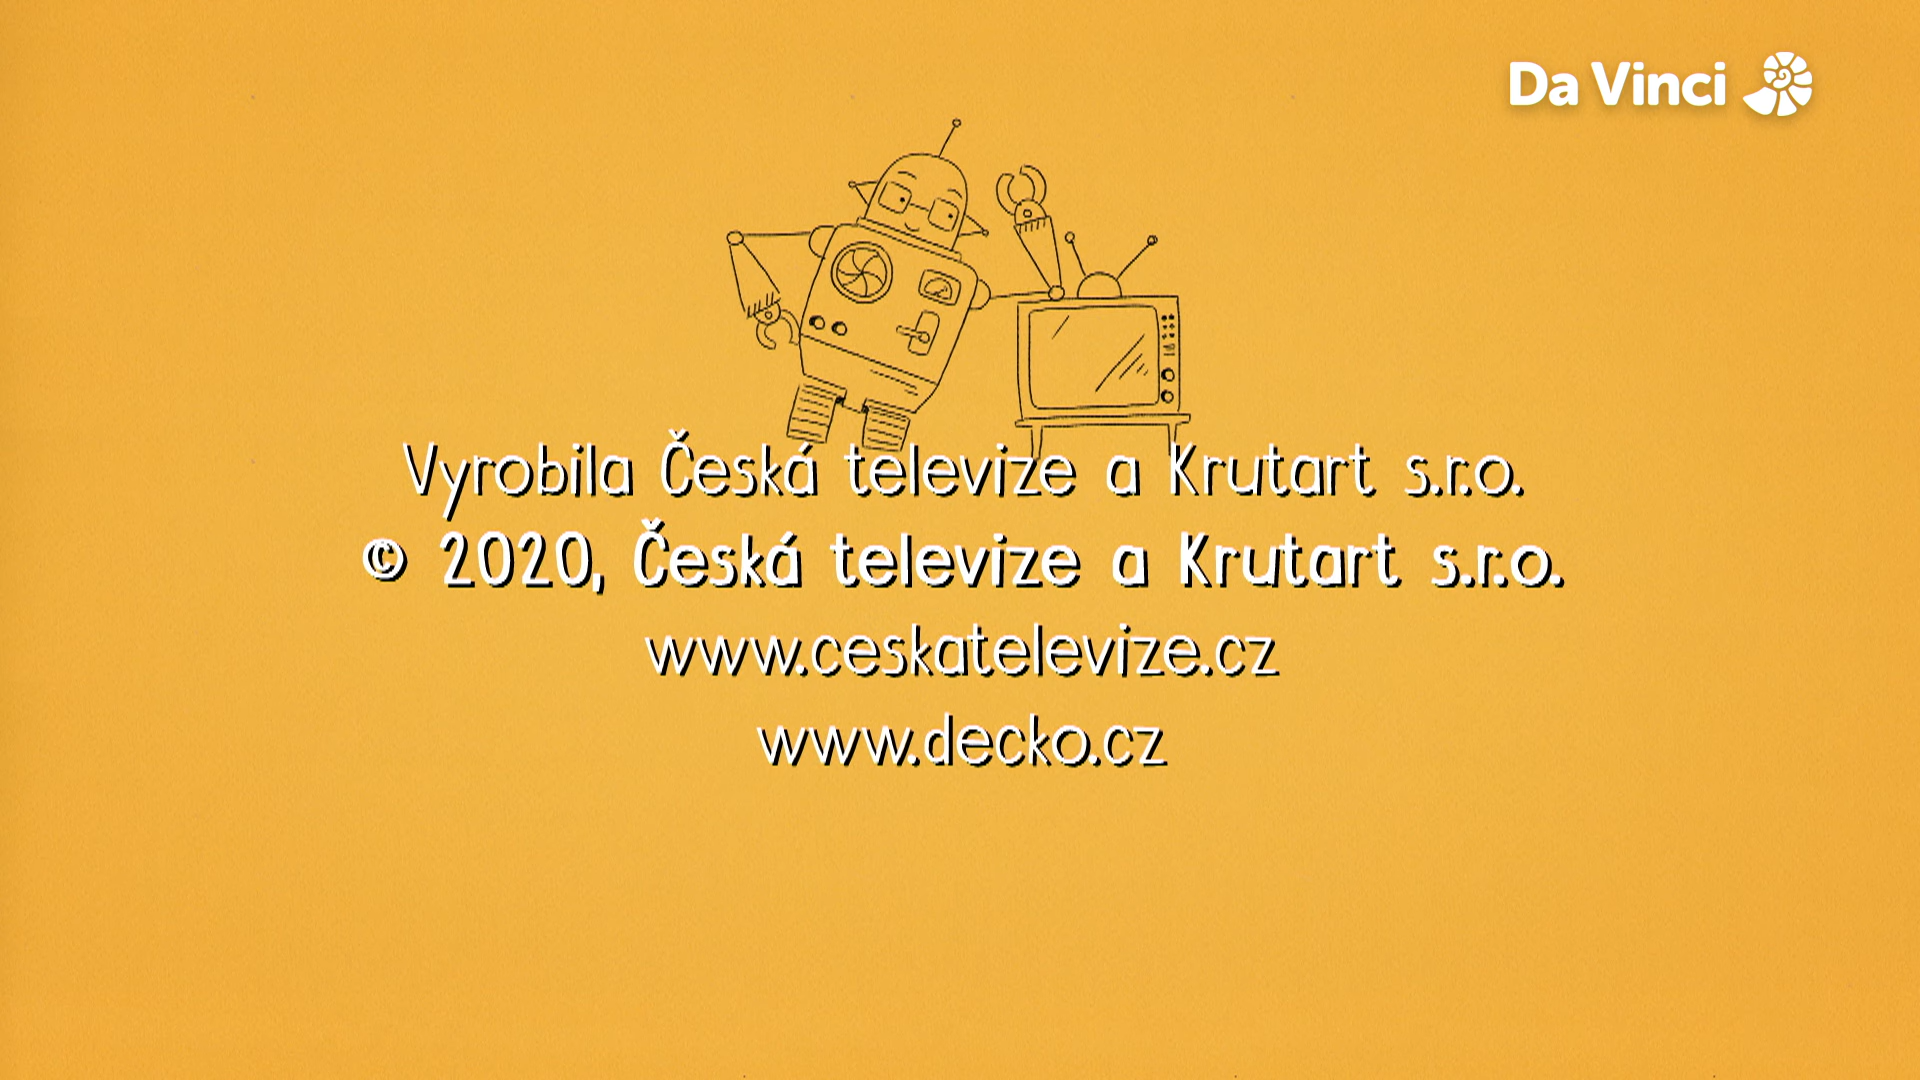 Da Vinci
Vyrobila Česká televize a Krutart s.r.o.
© 2020, Česká televize a Krutart s.r.o.
www.ceskatelevize.cz
www.decko.cz